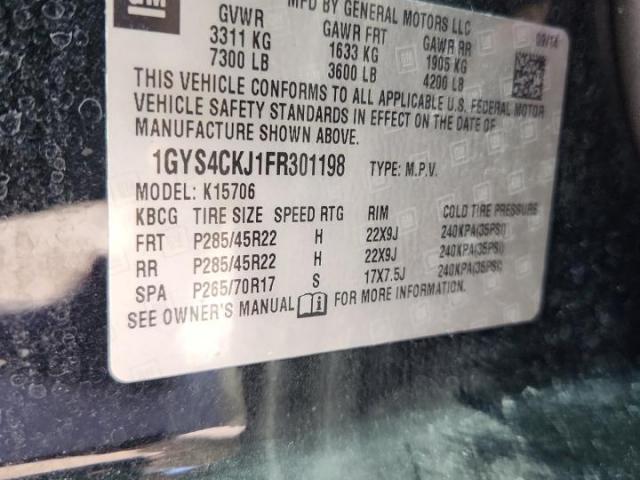 GM
MFD BY GENERAL MOTORS LLC
GVWR GAWR FRT GAWR RR 09/14
3311 KG 1633 KG 1905 KG
7300 LB 3600 LB 4200 LB
THIS VEHICLE CONFORMS TO ALL APPLICABLE U.S. FEDERAL MOTOR
VEHICLE SAFETY STANDARDS IN EFFECT ON THE DATE OF
MANUFACTURE SHOWN ABOVE.
1GYS4CKJ1FR301198 TYPE: M.P.V.
MODEL: K15706
KBCG TIRE SIZE SPEED RTG RIM COLD TIRE PRESSURE
FRT P285/45R22 H 22X9J 240KPA(35PSI)
RR P285/45R22 H 22X9J 240KPA(35PSI)
SPA P265/70R17 S 17X7.5J 240KPA(35PSI)
SEE OWNER'S MANUAL FOR MORE INFORMATION.